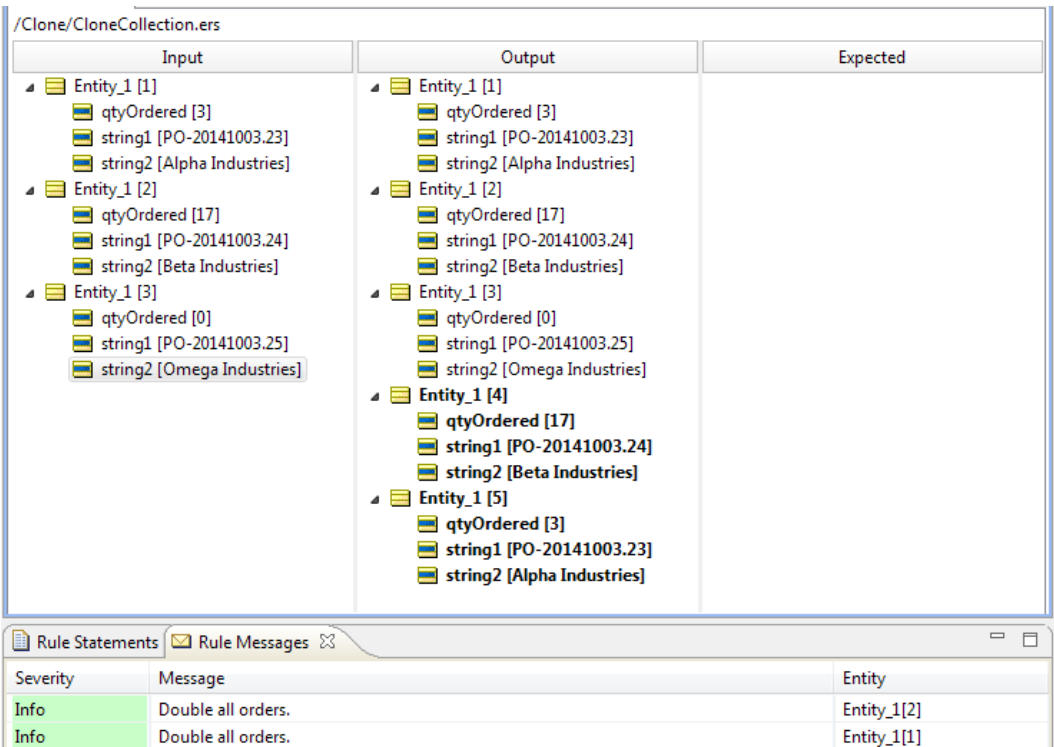 /Clone/CloneCollection.ers
Input Output Expected
Entity_1 [1] Entity_1 [1]
qtyOrdered [3] qtyOrdered [3]
string1 [PO-20141003.23] string1 [PO-20141003.23]
string2 [Alpha Industries] string2 [Alpha Industries]
Entity_1 [2] Entity_1 [2]
qtyOrdered [17] qtyOrdered [17]
string1 [PO-20141003.24] string1 [PO-20141003.24]
string2 [Beta Industries] string2 [Beta Industries]
Entity_1 [3] Entity_1 [3]
qtyOrdered [0] qtyOrdered [0]
string1 [PO-20141003.25] string1 [PO-20141003.25]
string2 [Omega Industries] string2 [Omega Industries]
Entity_1 [4]
qtyOrdered [17]
string1 [PO-20141003.24]
string2 [Beta Industries]
Entity_1 [5]
qtyOrdered [3]
string1 [PO-20141003.23]
string2 [Alpha Industries]
Rule Statements Rule Messages
Severity Message Entity
Info Double all orders. Entity_1[2]
Info Double all orders. Entity_1[1]